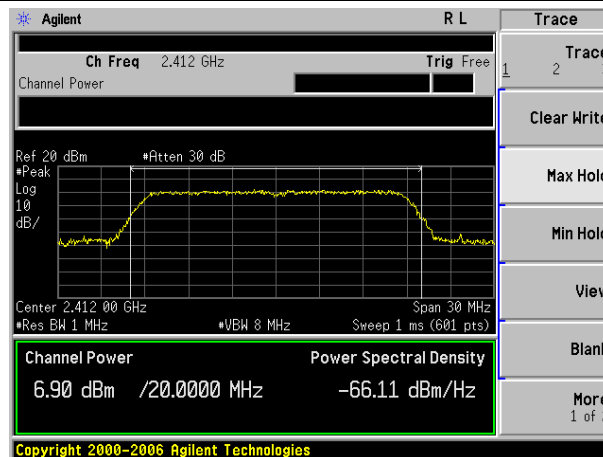 Agilent R L Trace
Ch Freq 2.412 GHz Trig Free
Channel Power
Trace
1 2
Clear Write
Max Hold
Min Hold
View
Blank
More
1 of
Ref 20 dBm #Atten 30 dB
#Peak
Log
10
dB/
Center 2.412 00 GHz Span 30 MHz
#Res BW 1 MHz #VBW 8 MHz Sweep 1 ms (601 pts)
Channel Power Power Spectral Density
6.90 dBm /20.0000 MHz -66.11 dBm/Hz
Copyright 2000-2006 Agilent Technologies